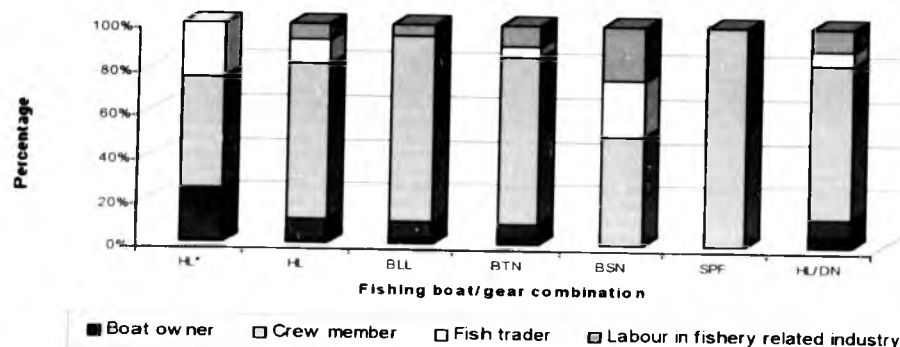 100%
80%
60%
40%
20%
0%
Percentage
HL* HL BLL BTN BSN SPF HL/DN
Fishing boat/gear combination
Boat owner Crew member Fish trader Labour in fishery related industry